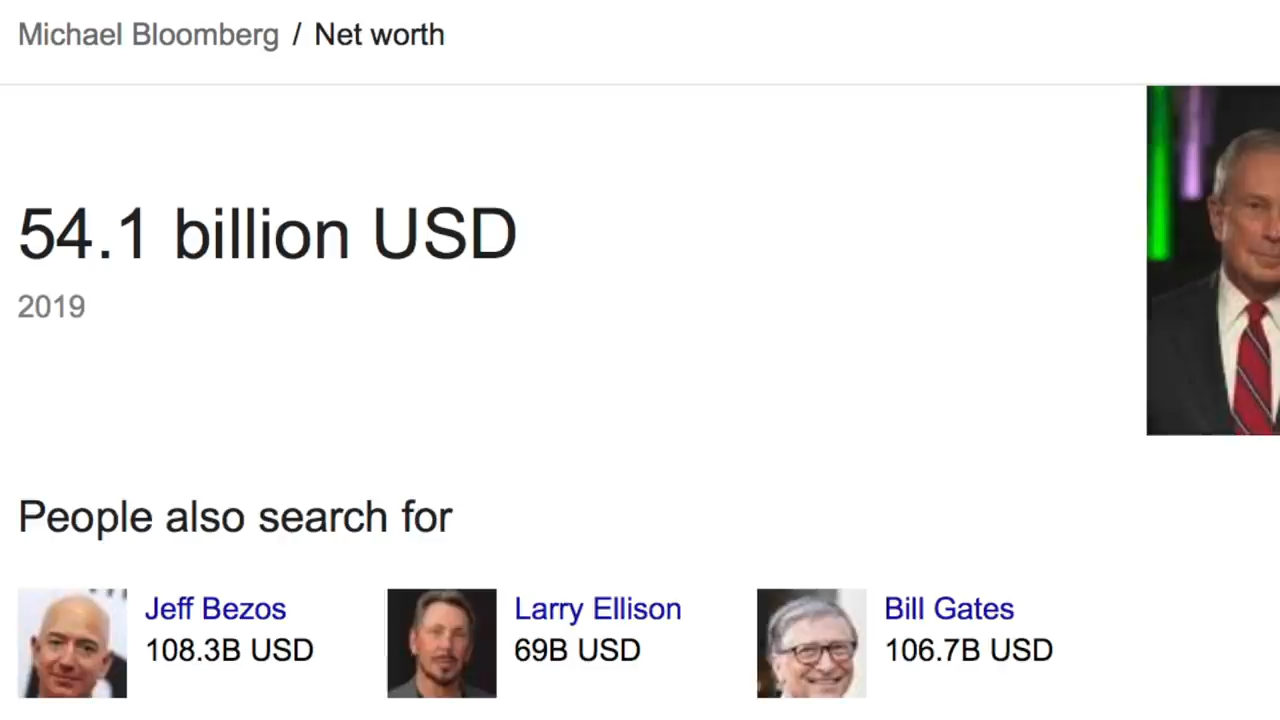 Michael Bloomberg / Net worth
54.1 billion USD
2019
People also search for
Jeff Bezos
108.3B USD
Larry Ellison
69B USD
Bill Gates
106.7B USD